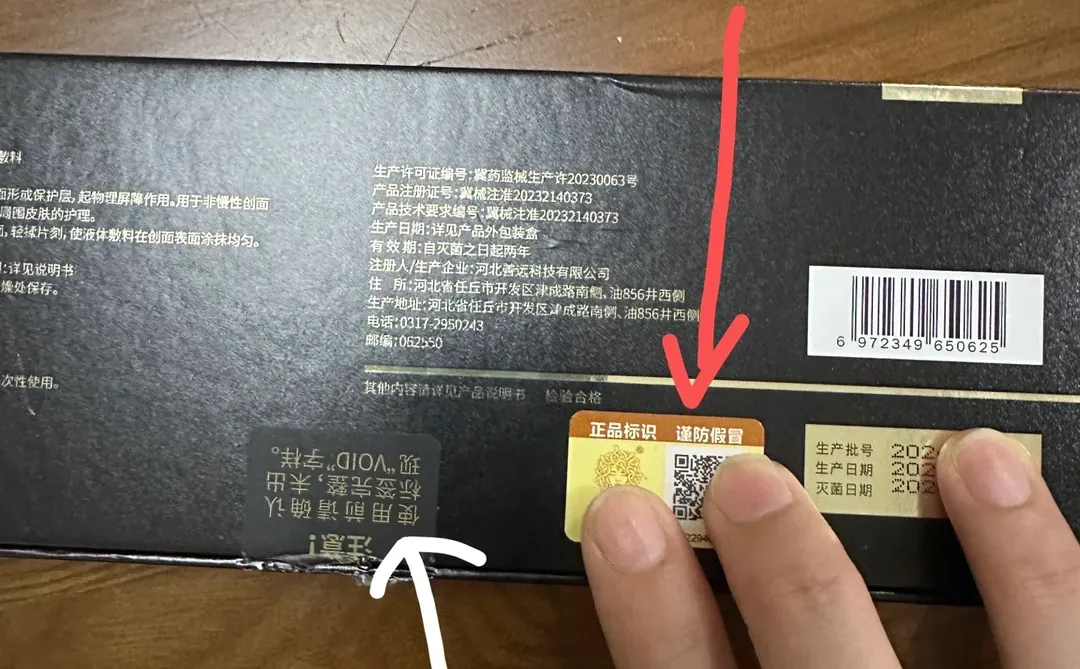 敷料
面形成保护层,起物理屏障作用。用于非慢性创面
周围皮肤的护理。
面,轻揉片刻,使液体敷料在创面表面涂抹均匀。
:详见说明书
燥处保存。
次性使用。
生产许可证编号:冀药监械生产许20230063号
产品注册证号:冀械注准20232140373
产品技术要求编号:冀械注准20232140373
生产日期:详见产品外包装盒
有效期:自灭菌之日起两年
注册人/生产企业:河北善远科技有限公司
住 所:河北省任丘市开发区津成路南侧、油856井西侧
生产地址:河北省任丘市开发区津成路南侧、油856井西侧
电话:0317-2950243
邮编:062550
其他内容请详见产品说明书 检验合格
6 972349 650625
注意!
使用前请确认
标签完整,未出
现“VOID”字样。
正品标识 谨防假冒
生产批号 202
生产日期 202
灭菌日期 202